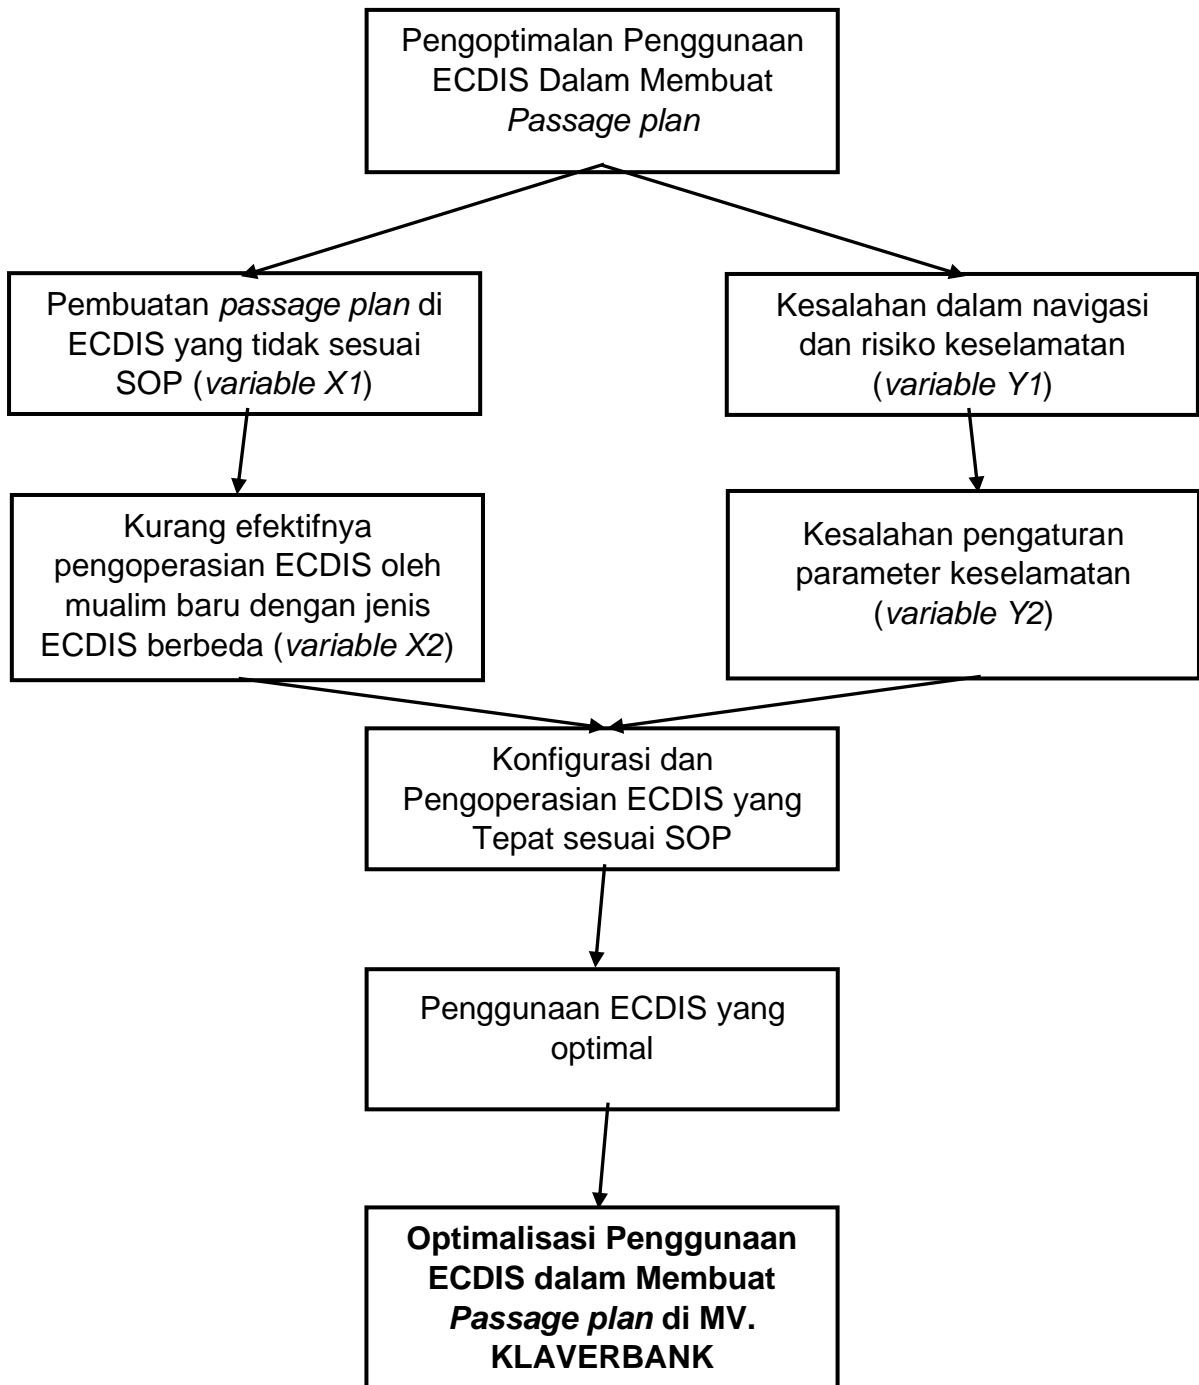 Pengoptimalan Penggunaan
ECDIS Dalam Membuat
Passage plan
Pembuatan passage plan di
ECDIS yang tidak sesuai
SOP (variable X1)
Kesalahan dalam navigasi
dan risiko keselamatan
(variable Y1)
Kurang efektifnya
pengoperasian ECDIS oleh
mualim baru dengan jenis
ECDIS berbeda (variable X2)
Kesalahan pengaturan
parameter keselamatan
(variable Y2)
Konfigurasi dan
Pengoperasian ECDIS yang
Tepat sesuai SOP
Penggunaan ECDIS yang
optimal
Optimalisasi Penggunaan
ECDIS dalam Membuat
Passage plan di MV.
KLAVERBANK